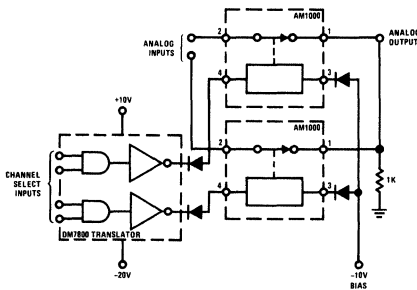 AM1000
ANALOG INPUTS
2
1
ANALOG OUTPUT
4
3
+10V
AM1000
2
1
CHANNEL SELECT INPUTS
4
3
1K
DM7800 TRANSLATOR
-20V
-10V
BIAS